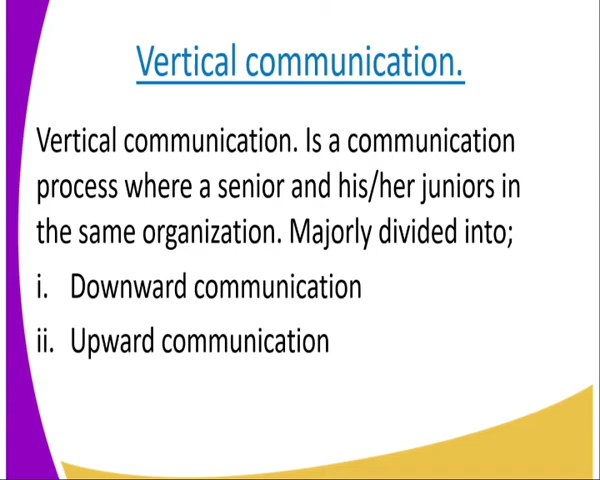 Vertical communication.
Vertical communication. Is a communication
process where a senior and his/her juniors in
the same organization. Majorly divided into;
i. Downward communication
ii. Upward communication